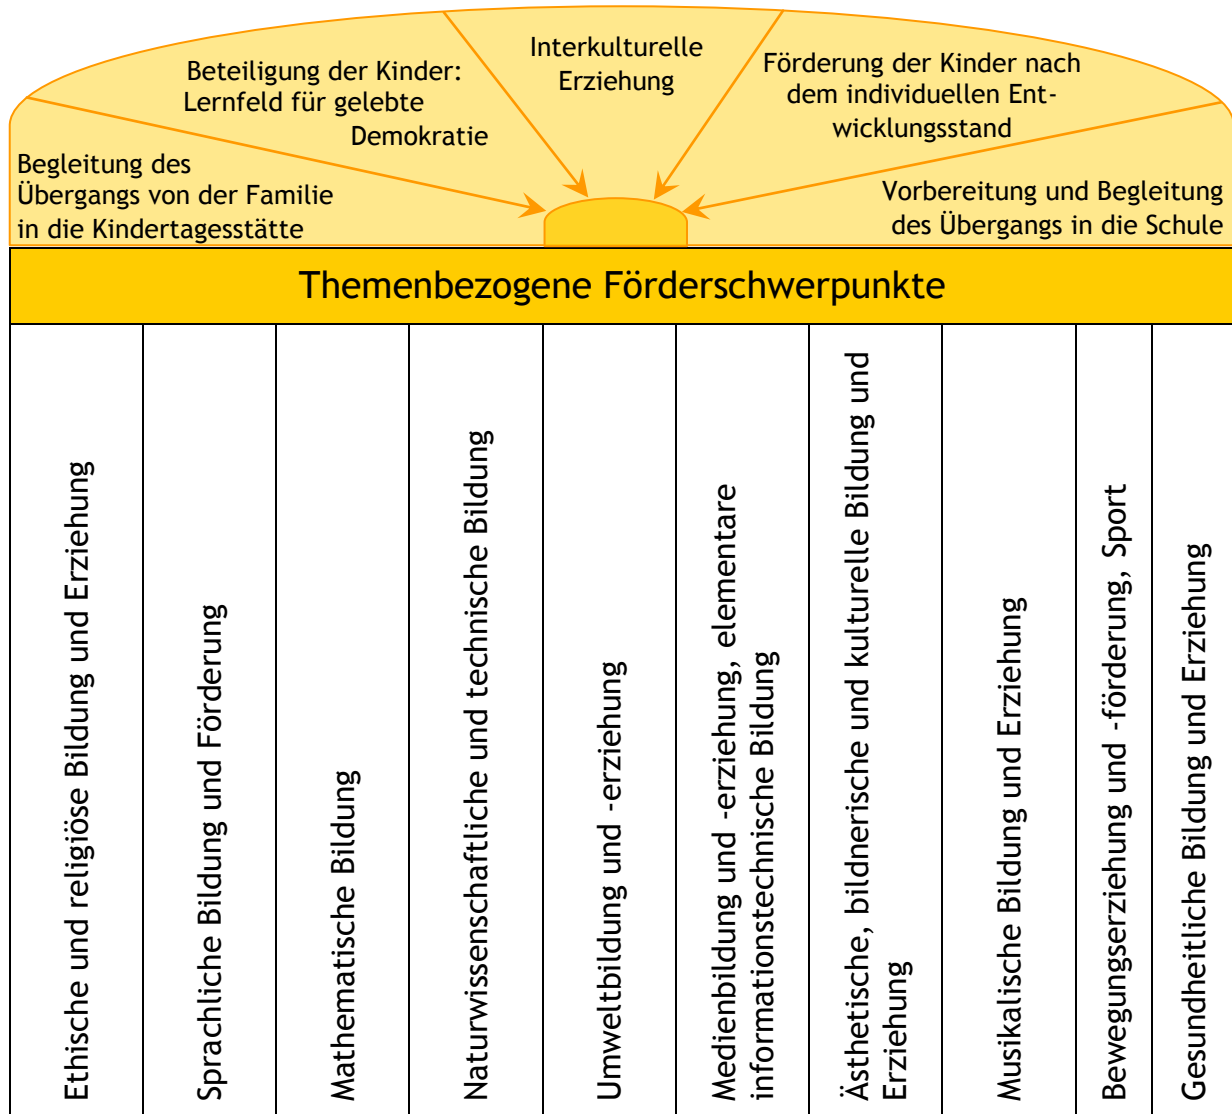 Begleitung des
Übergangs von der Familie
in die Kindertagesstätte
Beteiligung der Kinder:
Lernfeld für gelebte
Demokratie
Interkulturelle
Erziehung
Förderung der Kinder nach
dem individuellen Ent-
wicklungsstand
Vorbereitung und Begleitung
des Übergangs in die Schule
Themenbezogene Förderschwerpunkte
Ethische und religiöse Bildung und Erziehung
Sprachliche Bildung und Förderung
Mathematische Bildung
Naturwissenschaftliche und technische Bildung
Umweltbildung und -erziehung
Medienbildung und -erziehung, elementare
informationstechnische Bildung
Ästhetische, bildnerische und kulturelle Bildung und
Erziehung
Musikalische Bildung und Erziehung
Bewegungserziehung und -förderung, Sport
Gesundheitliche Bildung und Erziehung